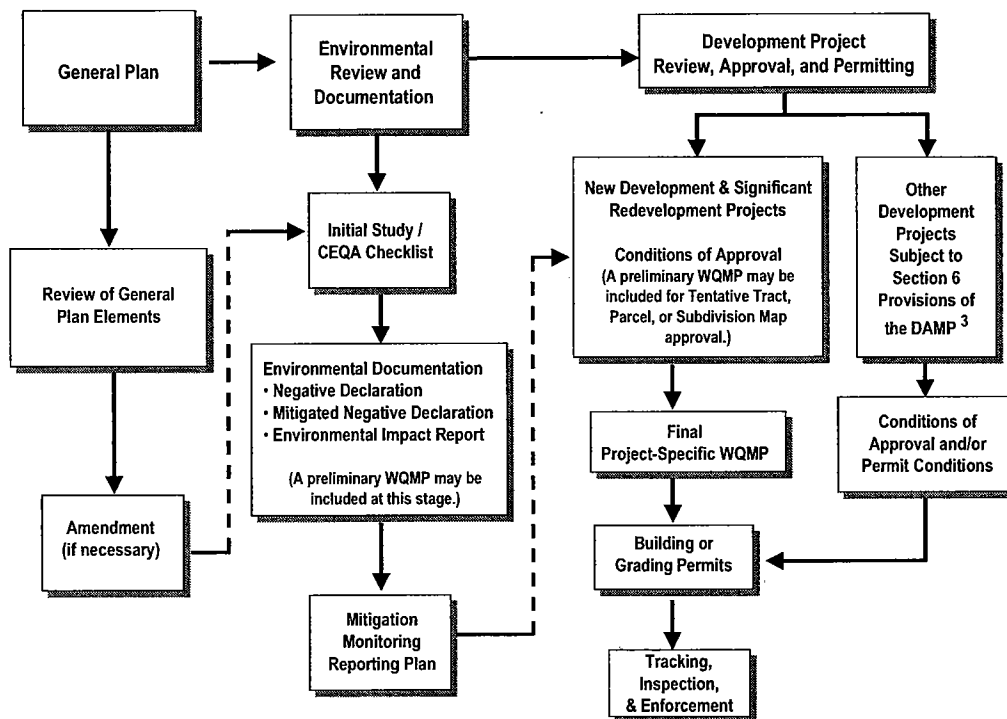 General Plan
Environmental
Review and
Documentation
Development Project
Review, Approval, and Permitting
Initial Study /
CEQA Checklist
Review of General
Plan Elements
Environmental Documentation
• Negative Declaration
• Mitigated Negative Declaration
• Environmental Impact Report
(A preliminary WQMP may be
included at this stage.)
Amendment
(if necessary)
Mitigation
Monitoring
Reporting Plan
New Development & Significant
Redevelopment Projects
Conditions of Approval
(A preliminary WQMP may be
included for Tentative Tract,
Parcel, or Subdivision Map
approval.)
Other
Development
Projects
Subject to
Section 6
Provisions of
the DAMP 3
Final
Project-Specific WQMP
Conditions of
Approval and/or
Permit Conditions
Building or
Grading Permits
Tracking,
Inspection,
& Enforcement